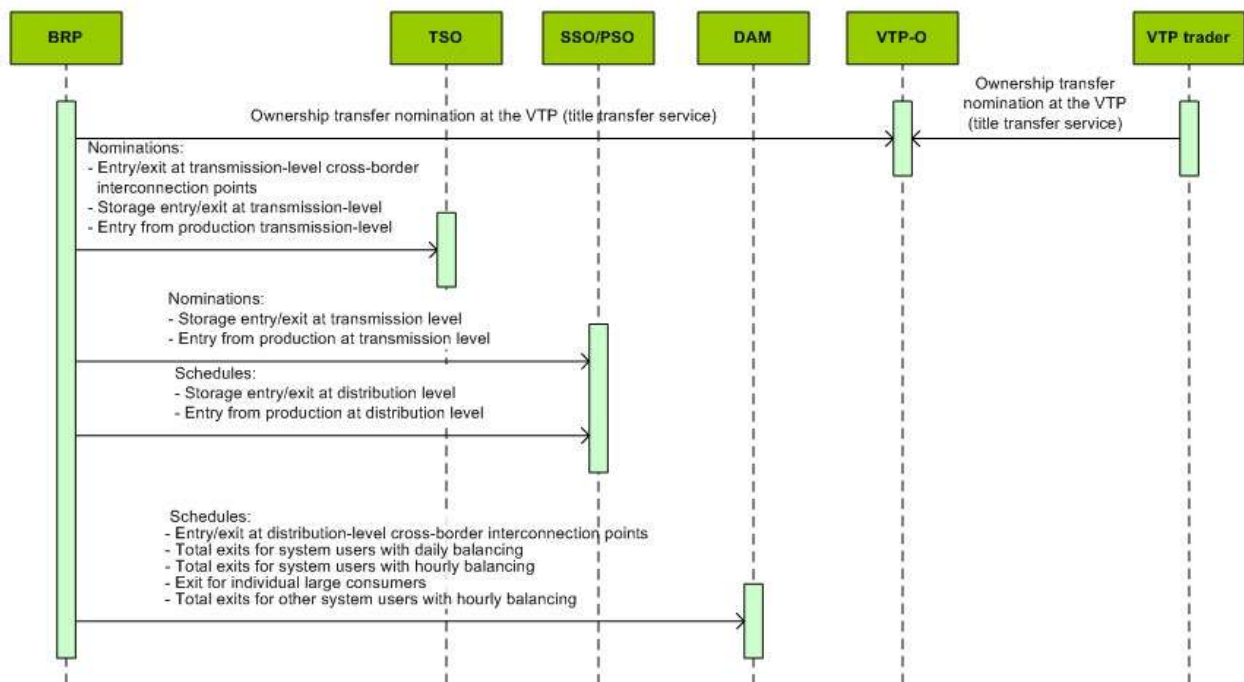 BRP
TSO
SSO/PSO
DAM
VTP-O
VTP trader
Ownership transfer
nomination at the VTP
(title transfer service)
Ownership transfer nomination at the VTP (title transfer service)
Nominations:
- Entry/exit at transmission-level cross-border
interconnection points
- Storage entry/exit at transmission-level
- Entry from production transmission-level
Nominations:
- Storage entry/exit at transmission level
- Entry from production at transmission level
Schedules:
- Storage entry/exit at distribution level
- Entry from production at distribution level
Schedules:
- Entry/exit at distribution-level cross-border interconnection points
- Total exits for system users with daily balancing
- Total exits for system users with hourly balancing
- Exit for individual large consumers
- Total exits for other system users with hourly balancing